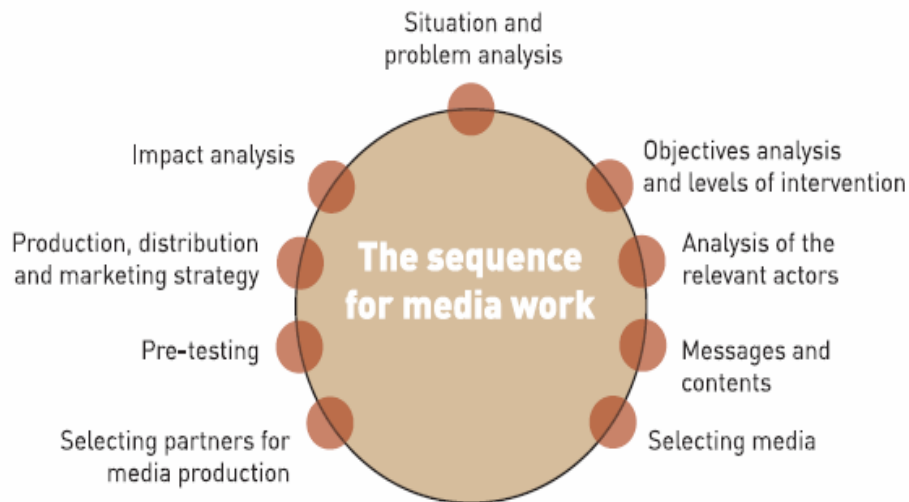 Situation and
problem analysis
Objectives analysis
and levels of intervention
Analysis of the
relevant actors
Messages and
contents
Selecting media
Selecting partners for
media production
Pre-testing
Production, distribution
and marketing strategy
Impact analysis
The sequence
for media work